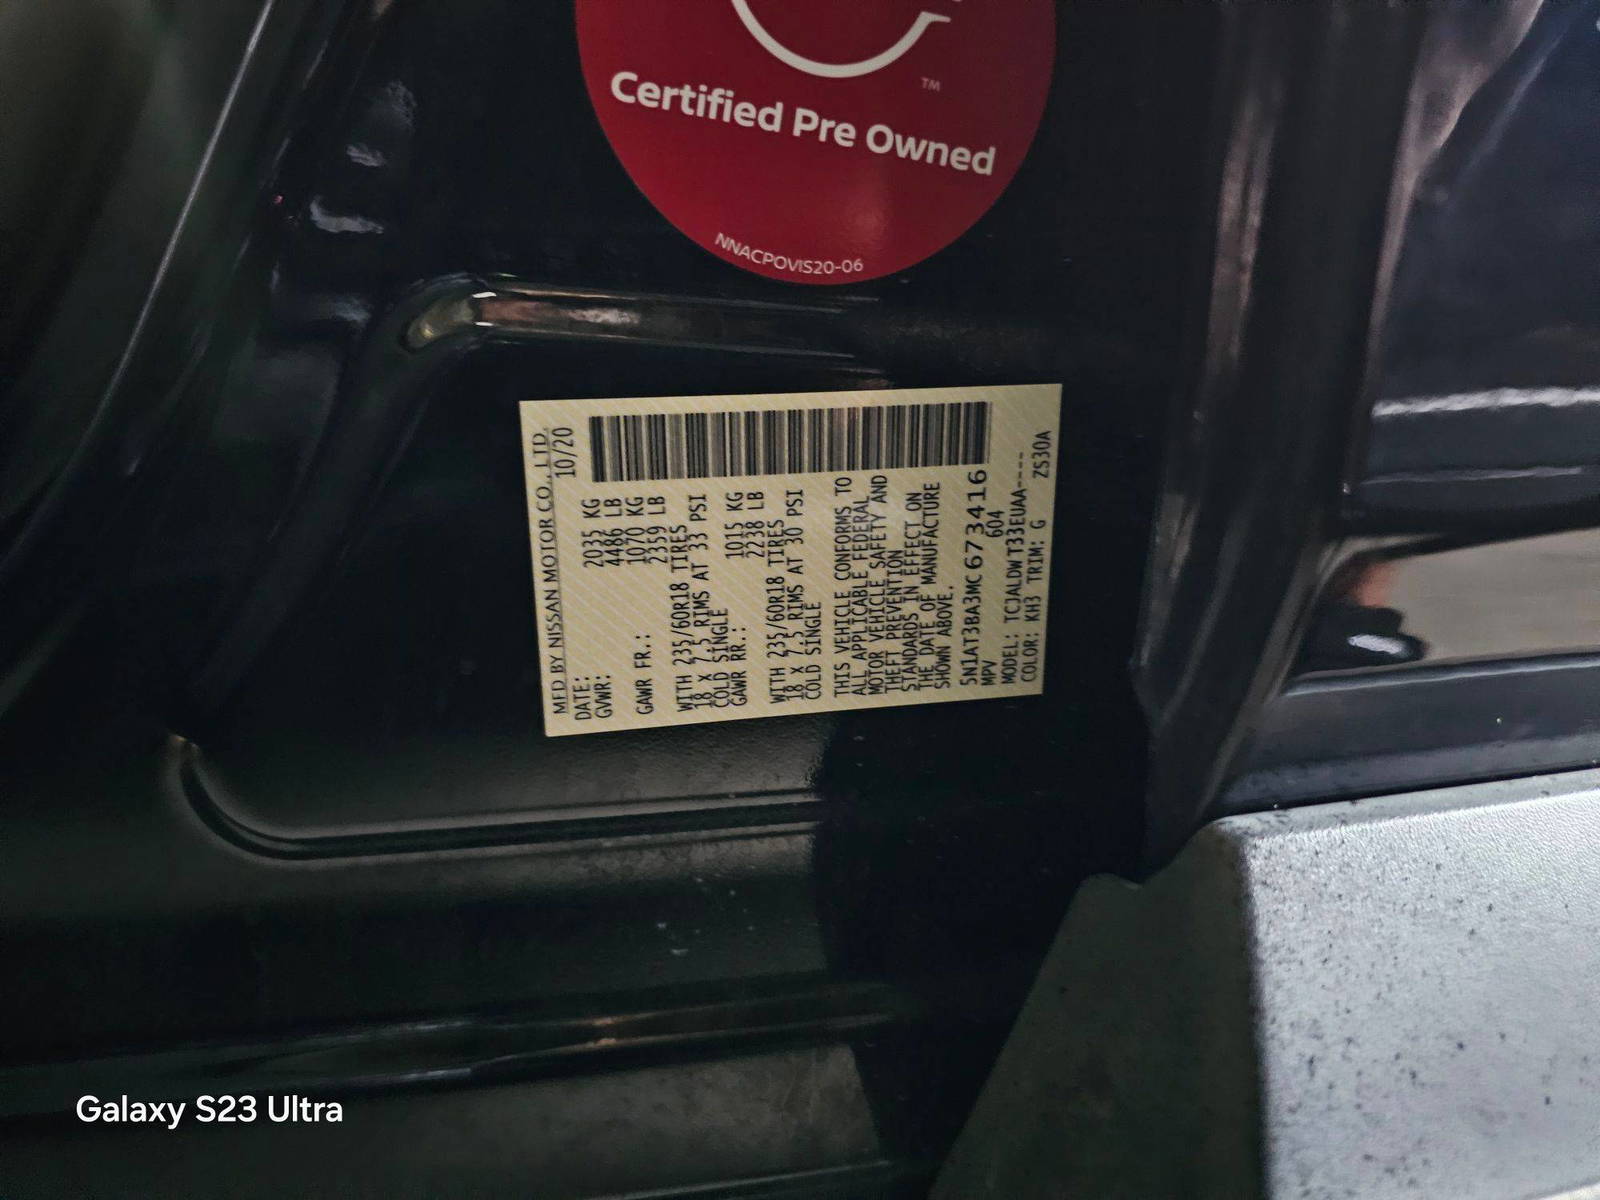 Certified Pre Owned
TM
NNACPOVIS20-06
MFD BY NISSAN MOTOR CO., LTD.
DATE: 10/20
GVWR: 2035 KG
4486 LB
GAWR FR.: 1070 KG
2359 LB
WITH 235/60R18 TIRES
18 X 7.5 RIMS AT 33 PSI
COLD SINGLE
GAWR RR.: 1015 KG
2238 LB
WITH 235/60R18 TIRES
18 X 7.5 RIMS AT 30 PSI
COLD SINGLE
THIS VEHICLE CONFORMS TO
ALL APPLICABLE FEDERAL
MOTOR VEHICLE SAFETY AND
THEFT PREVENTION
STANDARDS IN EFFECT ON
THE DATE OF MANUFACTURE
SHOWN ABOVE.
5N1AT3BA3MC673416
MPV 604
MODEL: TCJALDWT33EUAA----
COLOR: KH3 TRIM: G ZS30A
Galaxy S23 Ultra